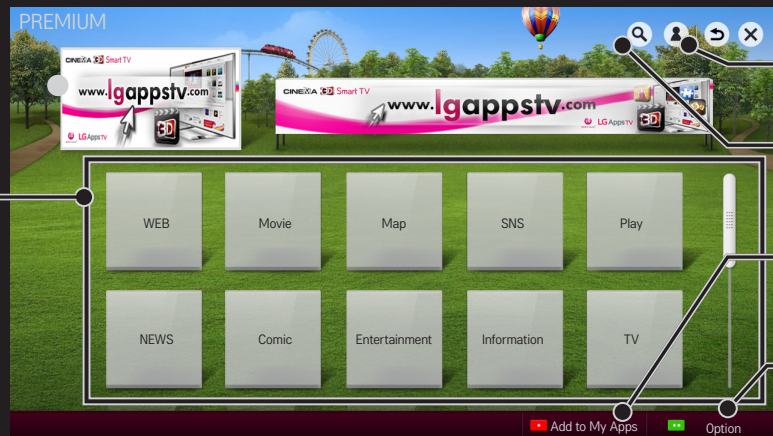 PREMIUM
CINEMA 3D Smart TV
www.lgappstv.com
3D
LG Apps TV
CINEMA 3D Smart TV
www.lgappstv.com
3D
LG Apps TV
WEB
Movie
Map
SNS
Play
NEWS
Comic
Entertainment
Information
TV
Add to My Apps
Option